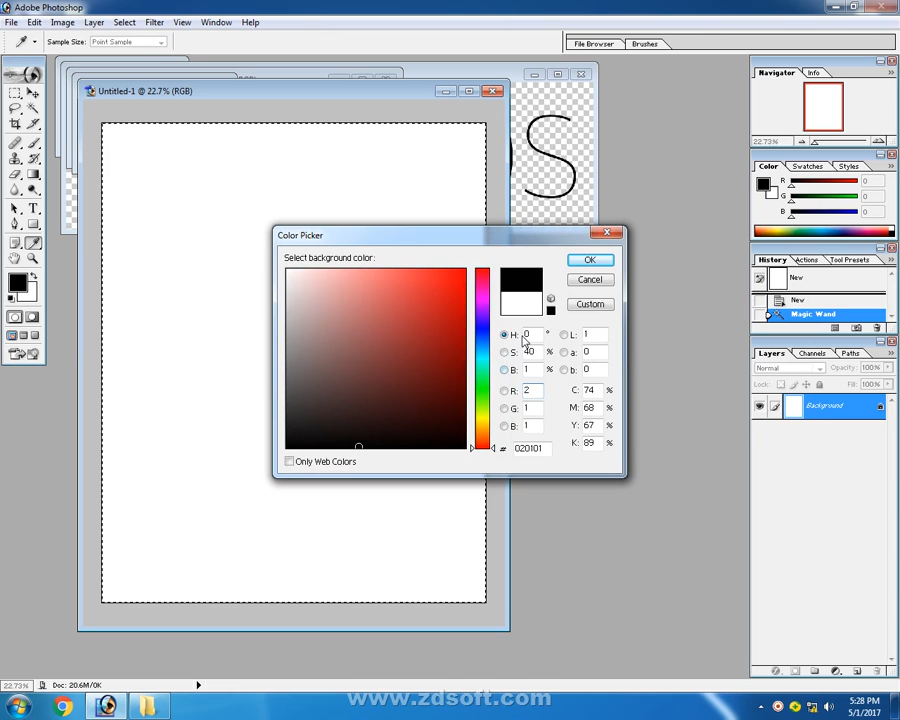 Adobe Photoshop
File Edit Image Layer Select Filter View Window Help
Sample Size: Point Sample
File Browser Brushes
Untitled-1 @ 22.7% (RGB)
OS
Navigator Info
22.73%
Color Swatches Styles
R 0
G 0
B 0
History Actions Tool Presets
New
New
Magic Wand
Layers Channels Paths
Normal Opacity: 100%
Lock: Fill: 100%
Background
Color Picker
Select background color:
OK
Cancel
Custom
H: 0 ° L: 1
S: 40 % a: 0
B: 1 % b: 0
R: 2 C: 74 %
G: 1 M: 68 %
B: 1 Y: 67 %
# 020101 K: 89 %
Only Web Colors
22.73% Doc: 20.6M/0K
www.zdsoft.com
5:28 PM
5/1/2017